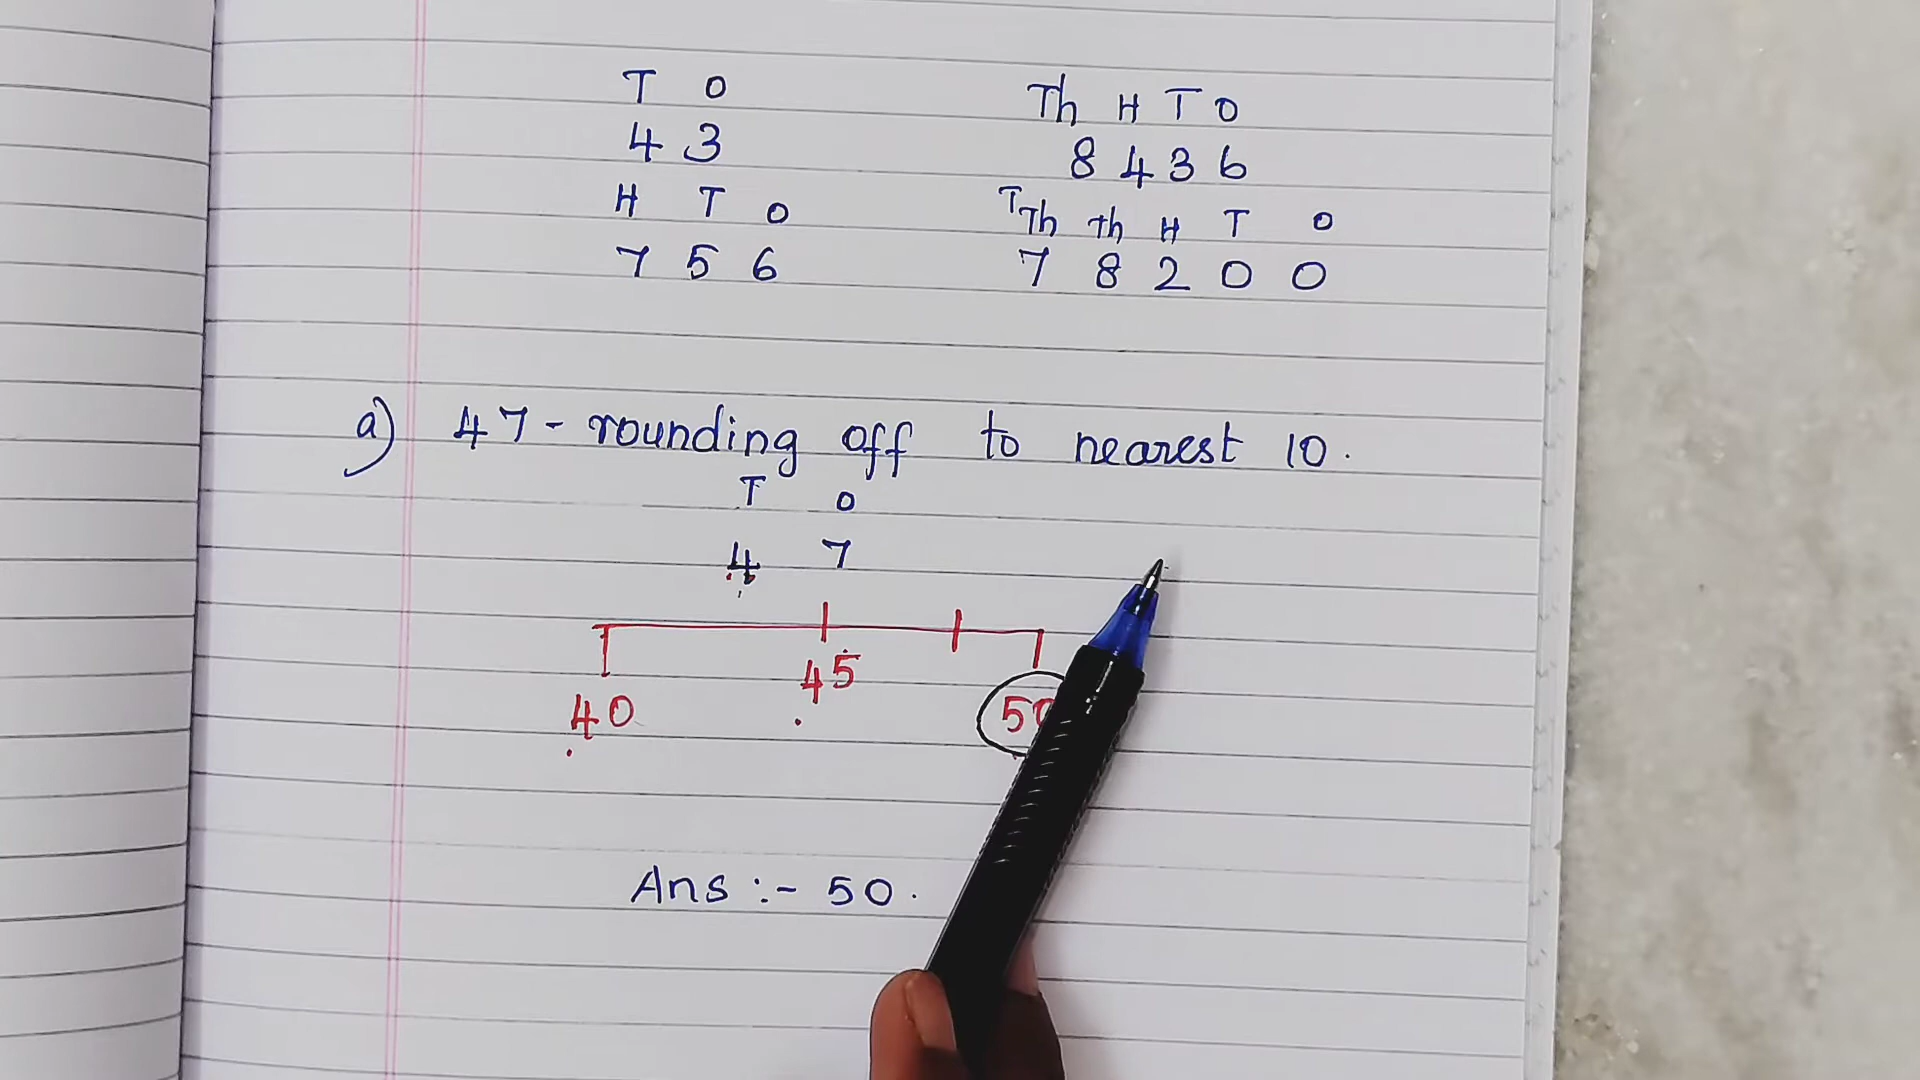 T O
4 3
H T O
7 5 6
Th H T O
8 4 3 6
TTh Th H T O
7 8 2 0 0
a) 47 - rounding off to nearest 10.
T O
4 7
40 45 50
Ans :- 50.